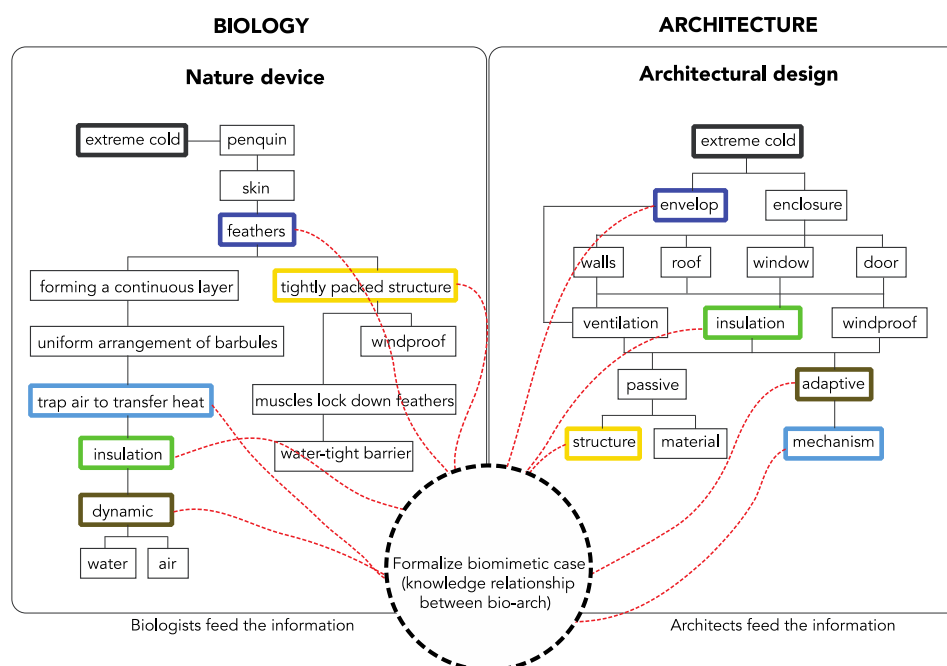 BIOLOGY
ARCHITECTURE
Nature device
Architectural design
extreme cold
penquin
skin
feathers
forming a continuous layer
tightly packed structure
uniform arrangement of barbules
windproof
trap air to transfer heat
muscles lock down feathers
insulation
water-tight barrier
dynamic
water
air
extreme cold
envelop
enclosure
walls
roof
window
door
ventilation
insulation
windproof
passive
adaptive
structure
material
mechanism
Formalize biomimetic case
(knowledge relationship
between bio-arch)
Biologists feed the information
Architects feed the information